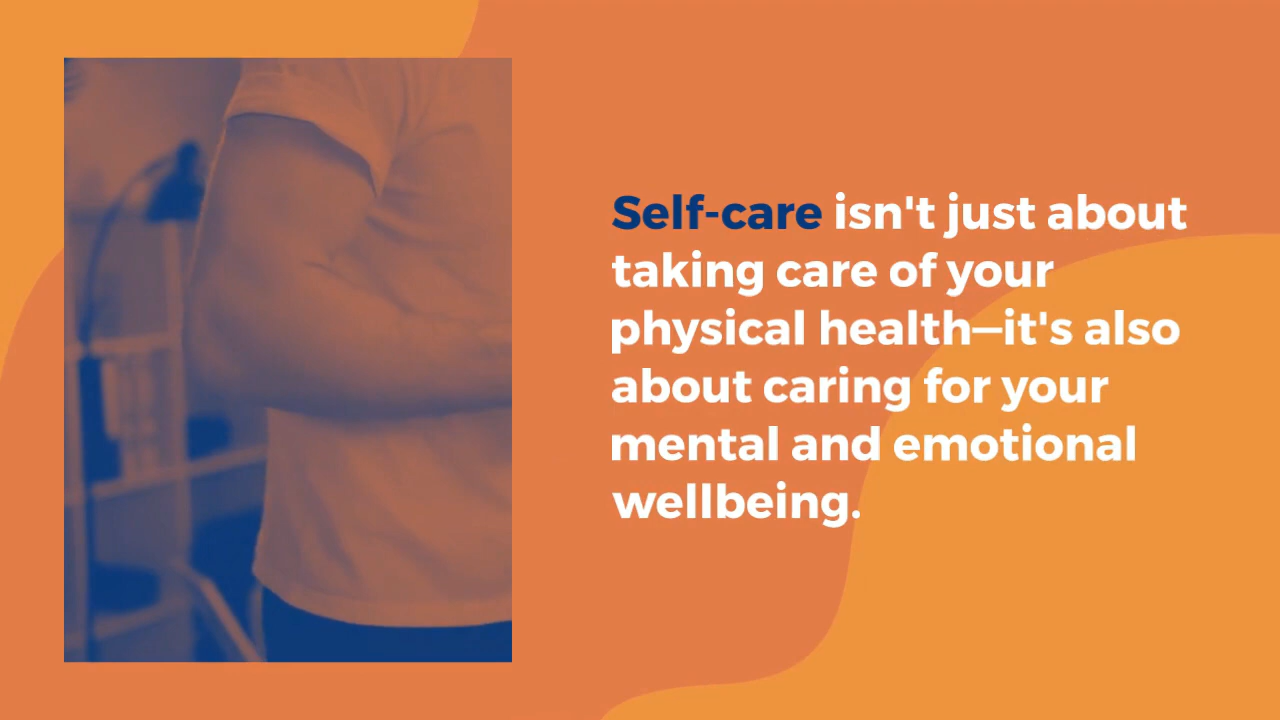 Self-care isn't just about
taking care of your
physical health—it's also
about caring for your
mental and emotional
wellbeing.